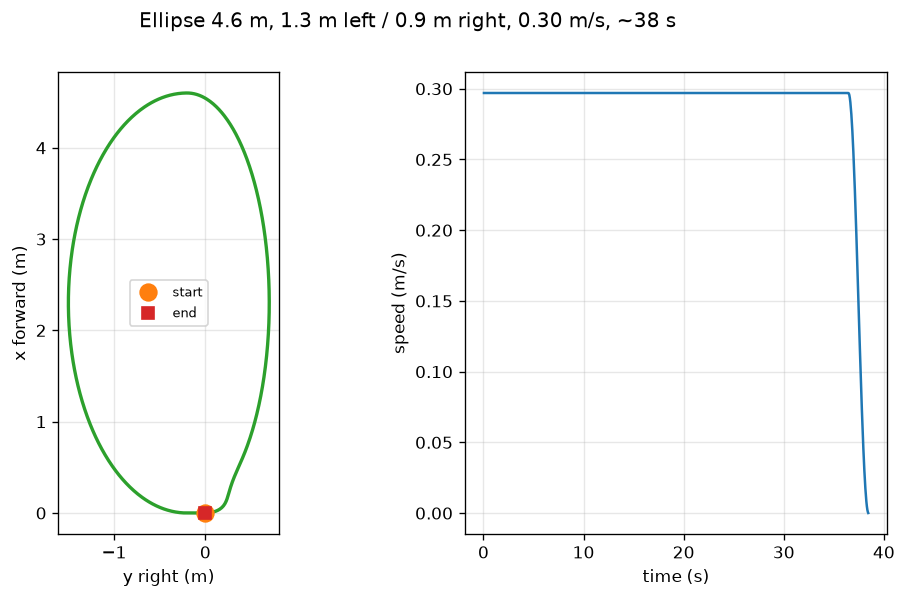 Ellipse 4.6 m, 1.3 m left / 0.9 m right, 0.30 m/s, ~38 s
x forward (m)
4
3
2
1
0
start
end
−1
0
y right (m)
speed (m/s)
0.30
0.25
0.20
0.15
0.10
0.05
0.00
0
10
20
30
40
time (s)